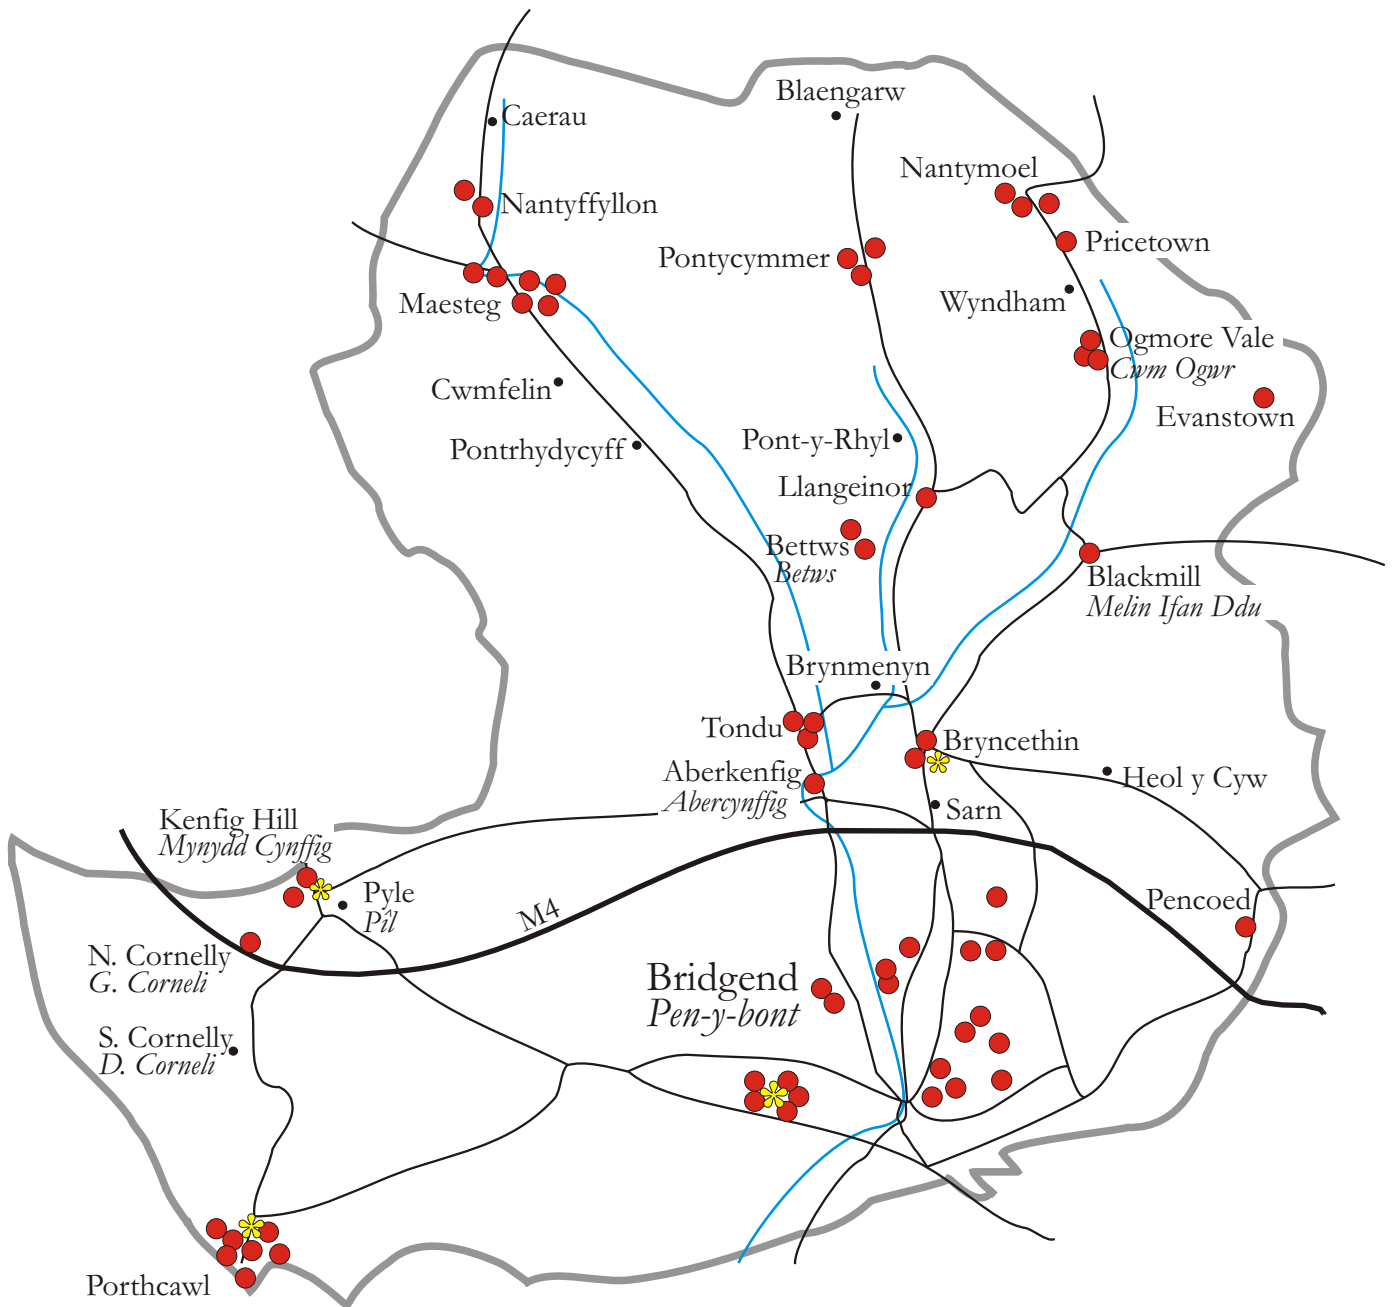 Blaengarw
Caerau
Nantymoel
Nantyffyllon
Pricetown
Pontycymmer
Wyndham
Maesteg
Ogmore Vale
Cwm Ogwr
Cwmfelin
Evanstown
Pontrhydycyff
Pont-y-Rhyl
Llangeinor
Bettws
Betws
Blackmill
Melin Ifan Ddu
Brynmenyn
Tondu
Bryncethin
Aberkenfig
Abercynffig
Heol y Cyw
Sarn
Kenfig Hill
Mynydd Cynffig
Pyle
Pîl
M4
Pencoed
N. Cornelly
G. Corneli
Bridgend
Pen-y-bont
S. Cornelly
D. Corneli
Porthcawl